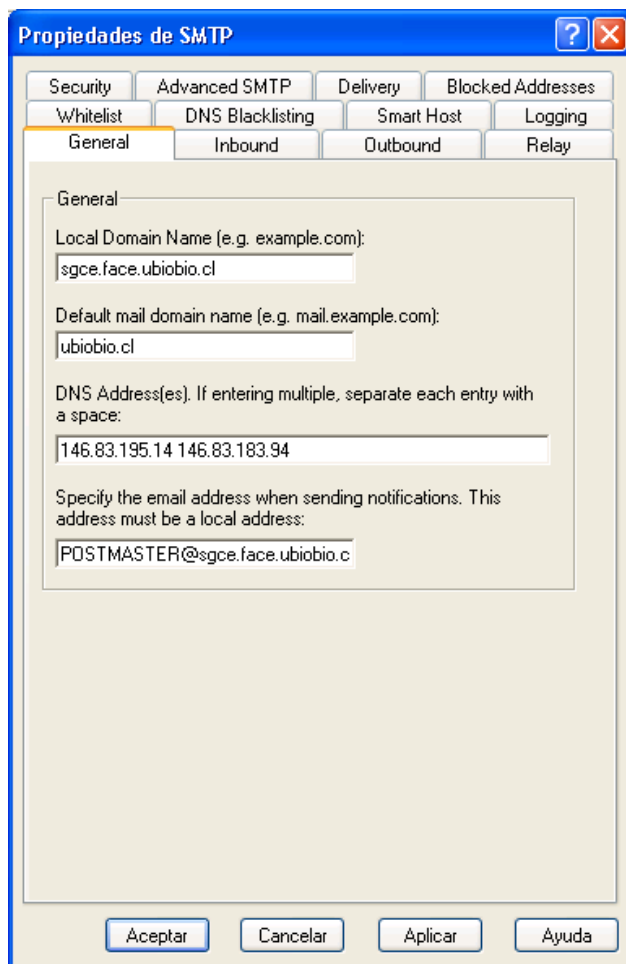 Propiedades de SMTP
Security Advanced SMTP Delivery Blocked Addresses
Whitelist DNS Blacklisting Smart Host Logging
General Inbound Outbound Relay
General
Local Domain Name (e.g. example.com):
sgce.face.ubiobio.cl
Default mail domain name (e.g. mail.example.com):
ubiobio.cl
DNS Address(es). If entering multiple, separate each entry with
a space:
146.83.195.14 146.83.183.94
Specify the email address when sending notifications. This
address must be a local address:
POSTMASTER@sgce.face.ubiobio.c
Aceptar Cancelar Aplicar Ayuda